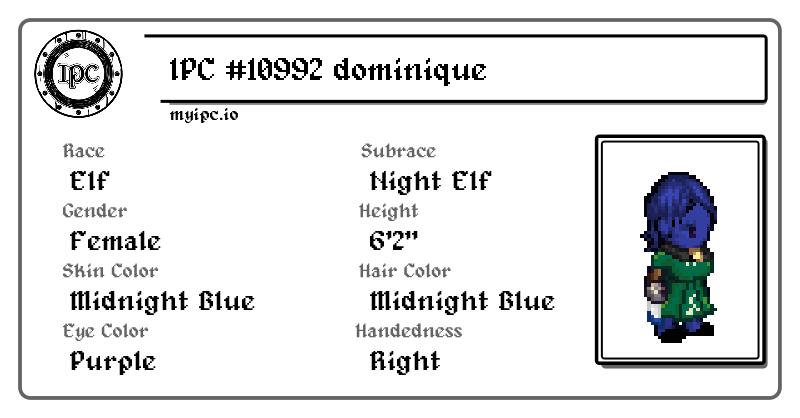 IPC
IPC #10992 dominique
myipc.io
Race
Elf
Subrace
Night Elf
Gender
Female
Height
6'2"
Skin Color
Midnight Blue
Hair Color
Midnight Blue
Eye Color
Purple
Handedness
Right